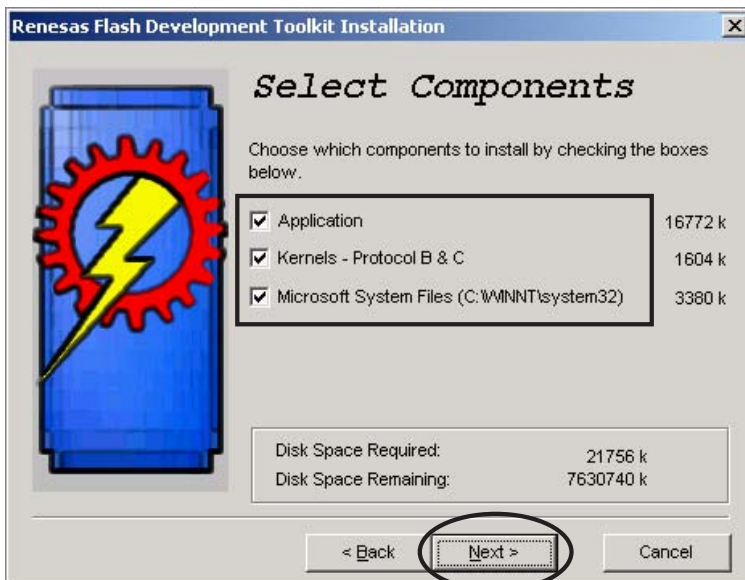 Renesas Flash Development Toolkit Installation
Select Components
Choose which components to install by checking the boxes
below.
Application 16772 k
Kernels - Protocol B & C 1604 k
Microsoft System Files (C:\WINNT\system32) 3380 k
Disk Space Required: 21756 k
Disk Space Remaining: 7630740 k
< Back Next > Cancel